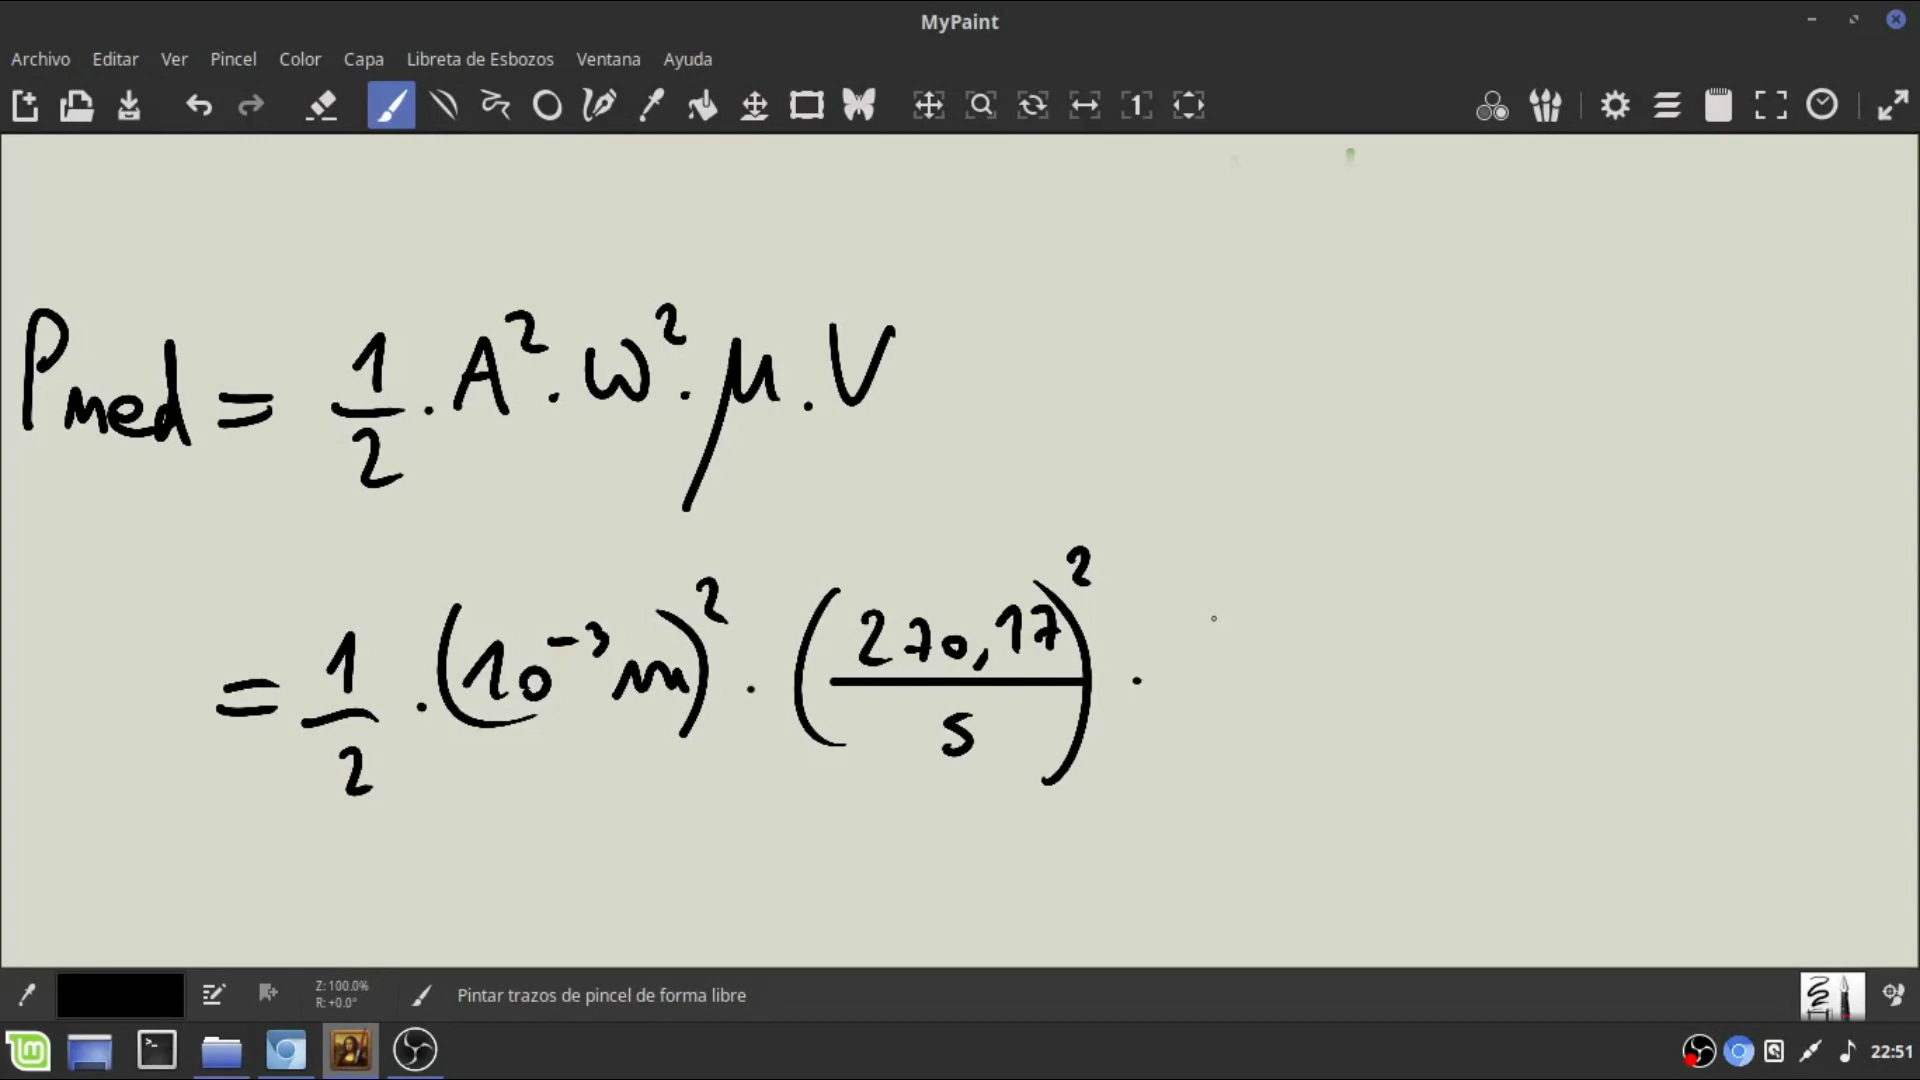 MyPaint
Archivo Editar Ver Pincel Color Capa Libreta de Esbozos Ventana Ayuda
P_med = 1/2 . A² . ω² . μ . V
= 1/2 . (10⁻³ m)² . (270,17/s)² .
Z: 100.0%
R: +0.0°
Pintar trazos de pincel de forma libre
22:51